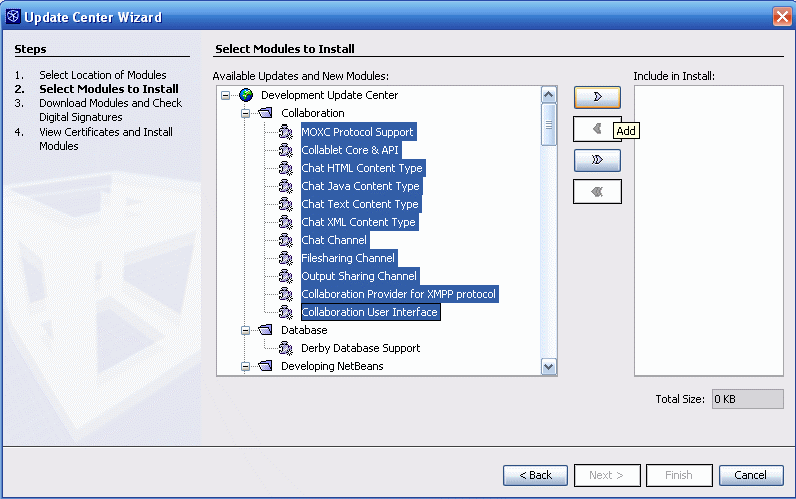 Update Center Wizard
Steps
1. Select Location of Modules
2. Select Modules to Install
3. Download Modules and Check
Digital Signatures
4. View Certificates and Install
Modules
Select Modules to Install
Available Updates and New Modules:
Development Update Center
Collaboration
MOXC Protocol Support
Collablet Core & API
Chat HTML Content Type
Chat Java Content Type
Chat Text Content Type
Chat XML Content Type
Chat Channel
Filesharing Channel
Output Sharing Channel
Collaboration Provider for XMPP protocol
Collaboration User Interface
Database
Derby Database Support
Developing NetBeans
Add
Include in Install:
Total Size: 0 KB
< Back Next > Finish Cancel